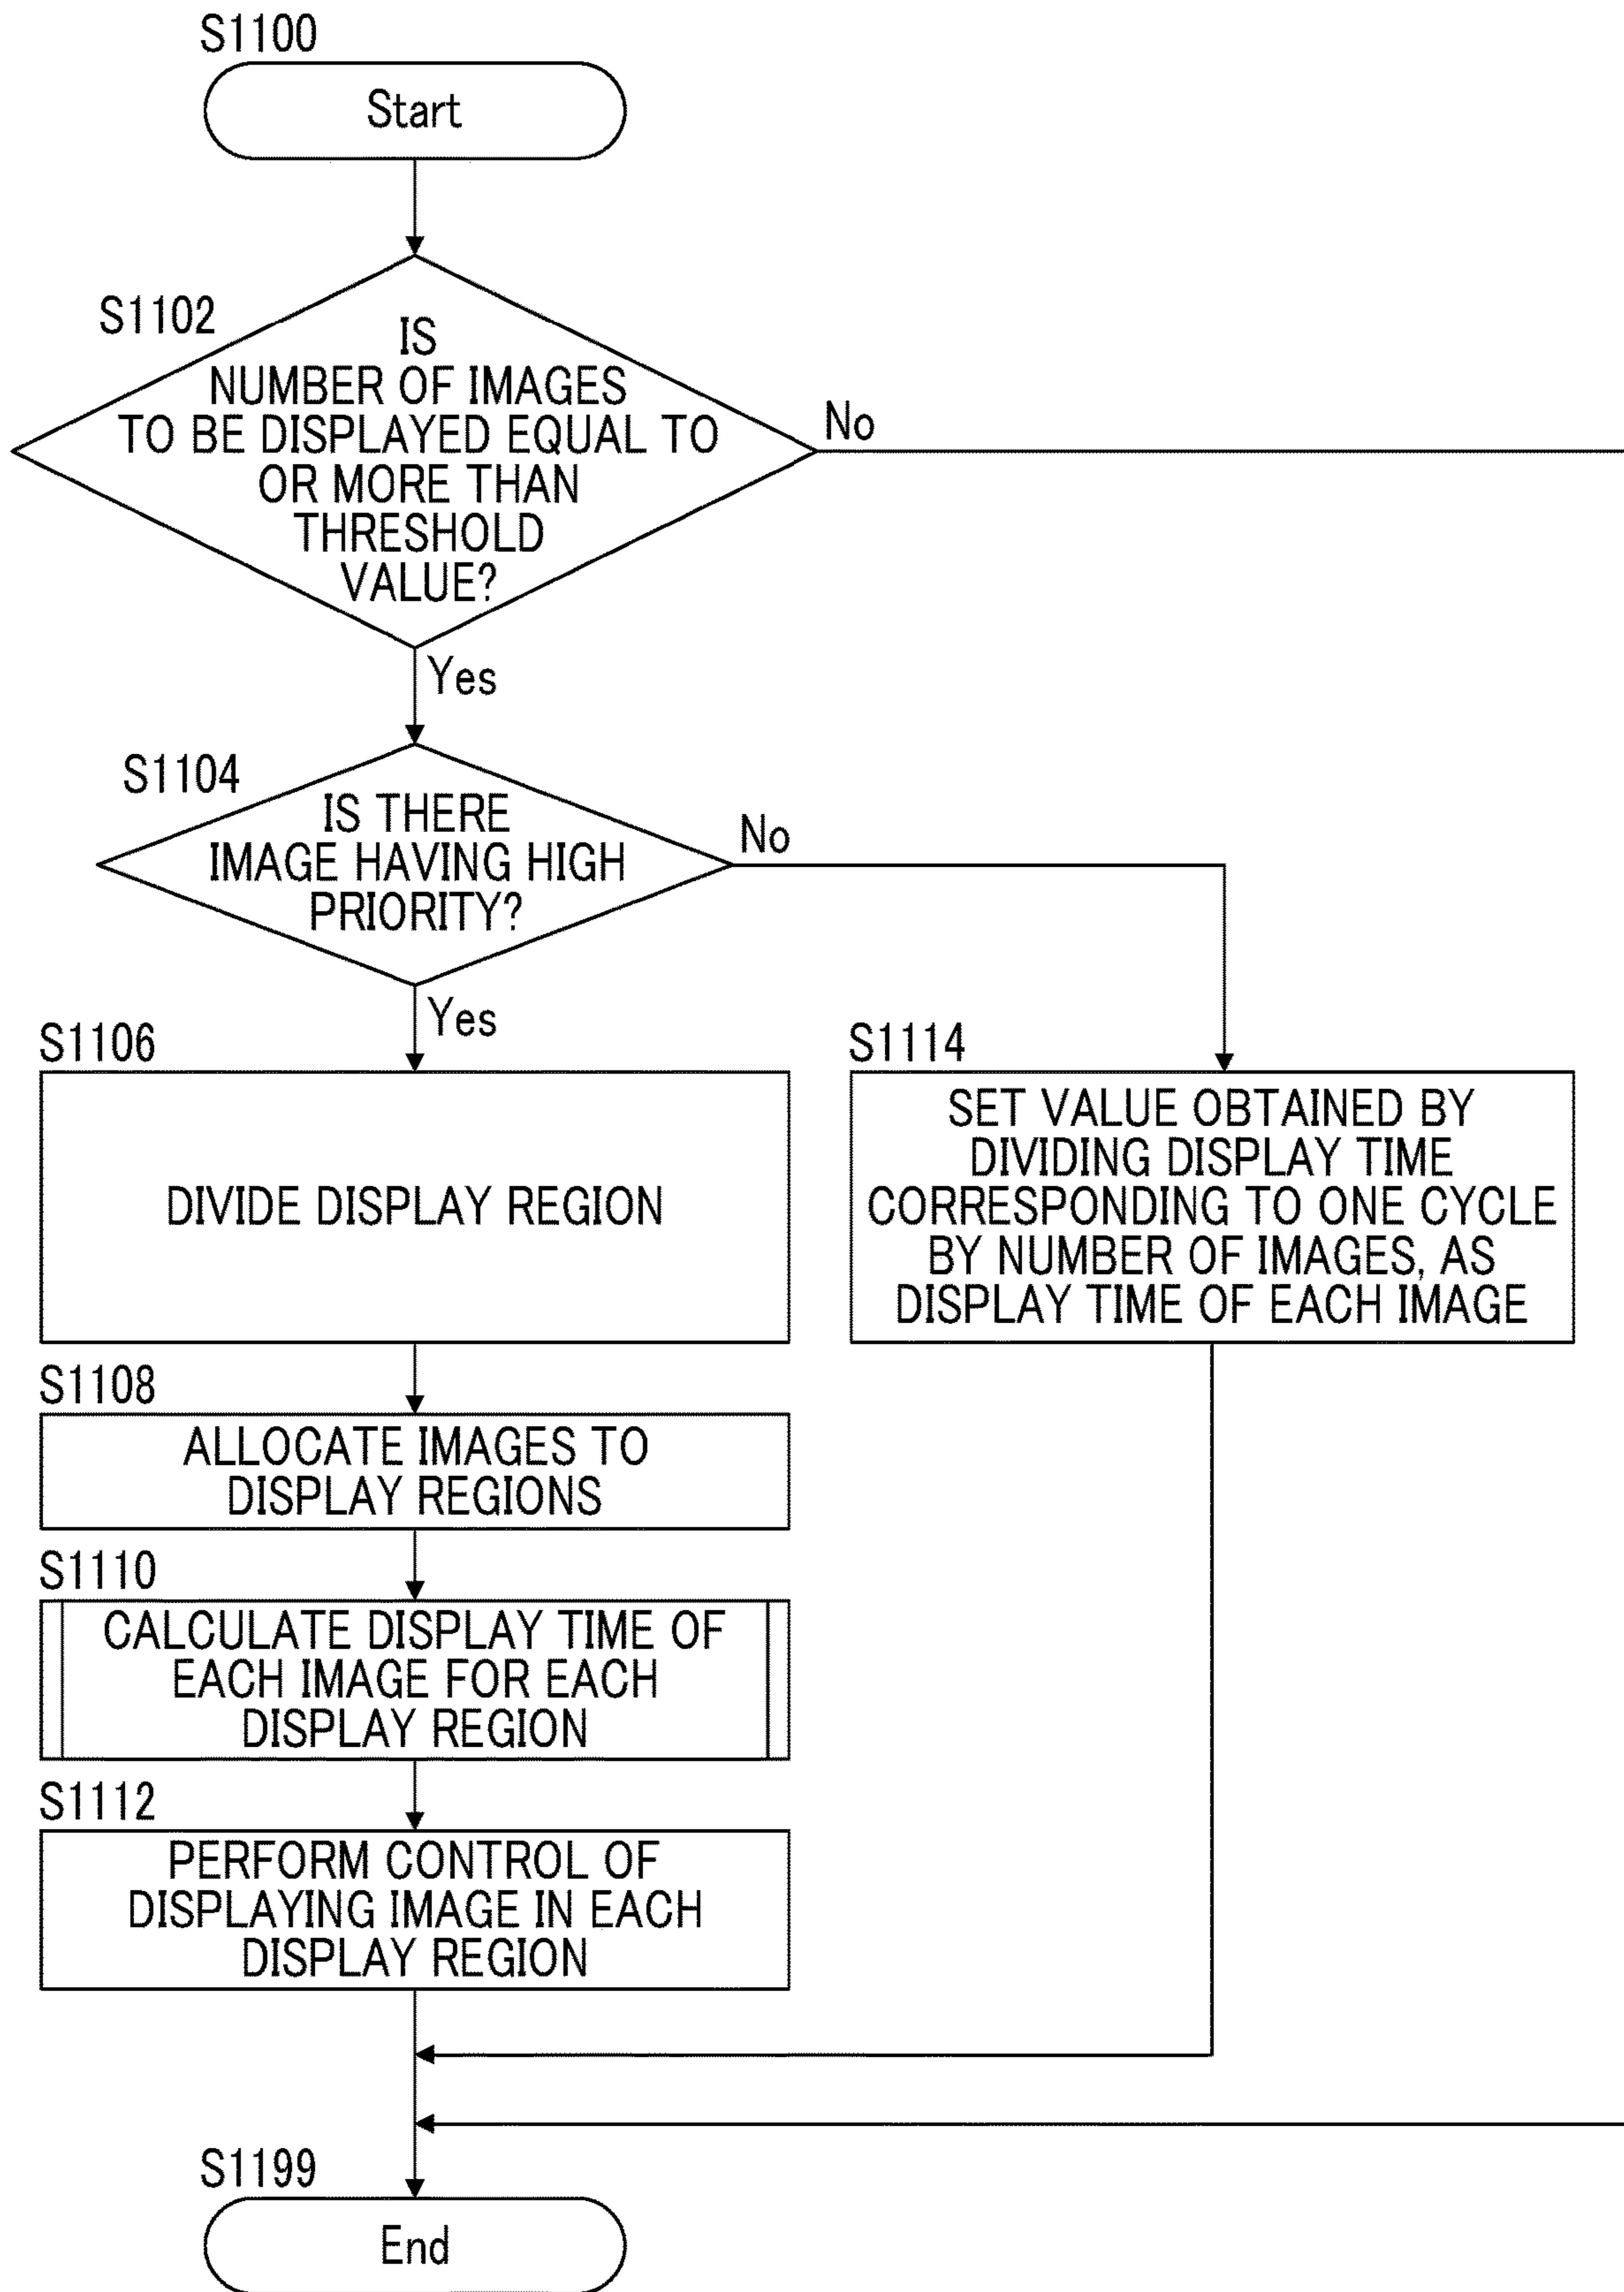 S1100
Start
S1102
IS
NUMBER OF IMAGES
TO BE DISPLAYED EQUAL TO
OR MORE THAN
THRESHOLD
VALUE?
No
Yes
S1104
IS THERE
IMAGE HAVING HIGH
PRIORITY?
No
Yes
S1106
DIVIDE DISPLAY REGION
S1114
SET VALUE OBTAINED BY
DIVIDING DISPLAY TIME
CORRESPONDING TO ONE CYCLE
BY NUMBER OF IMAGES, AS
DISPLAY TIME OF EACH IMAGE
S1108
ALLOCATE IMAGES TO
DISPLAY REGIONS
S1110
CALCULATE DISPLAY TIME OF
EACH IMAGE FOR EACH
DISPLAY REGION
S1112
PERFORM CONTROL OF
DISPLAYING IMAGE IN EACH
DISPLAY REGION
S1199
End